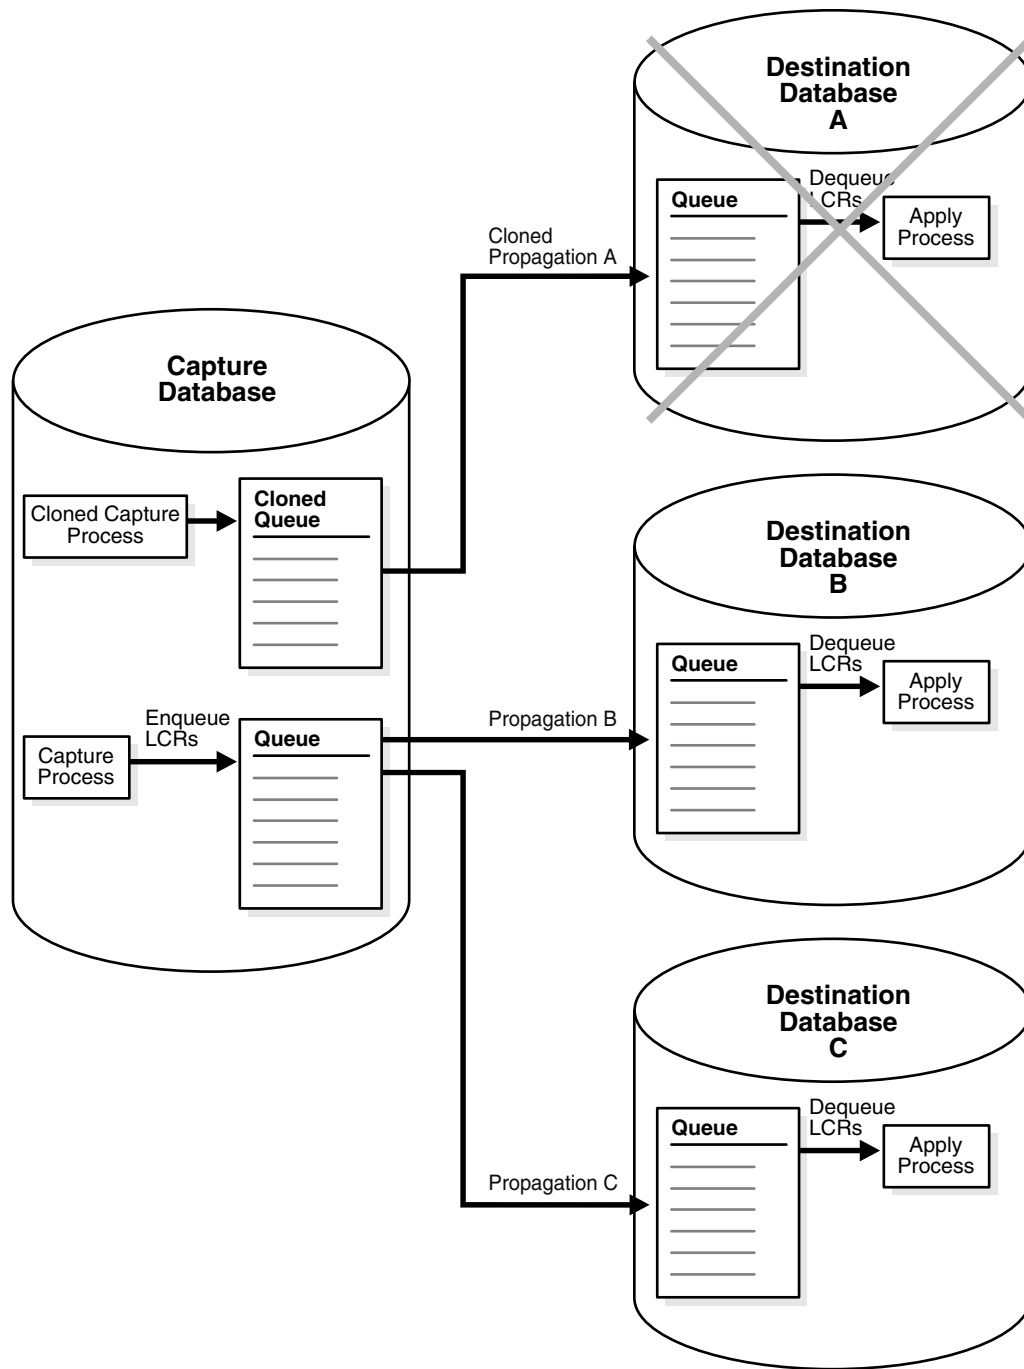 Destination
Database
A
Queue
Dequeue
LCRs
Apply
Process
Cloned
Propagation A
Capture
Database
Cloned Capture
Process
Cloned
Queue
Destination
Database
B
Queue
Dequeue
LCRs
Apply
Process
Propagation B
Enqueue
LCRs
Capture
Process
Queue
Destination
Database
C
Queue
Dequeue
LCRs
Apply
Process
Propagation C